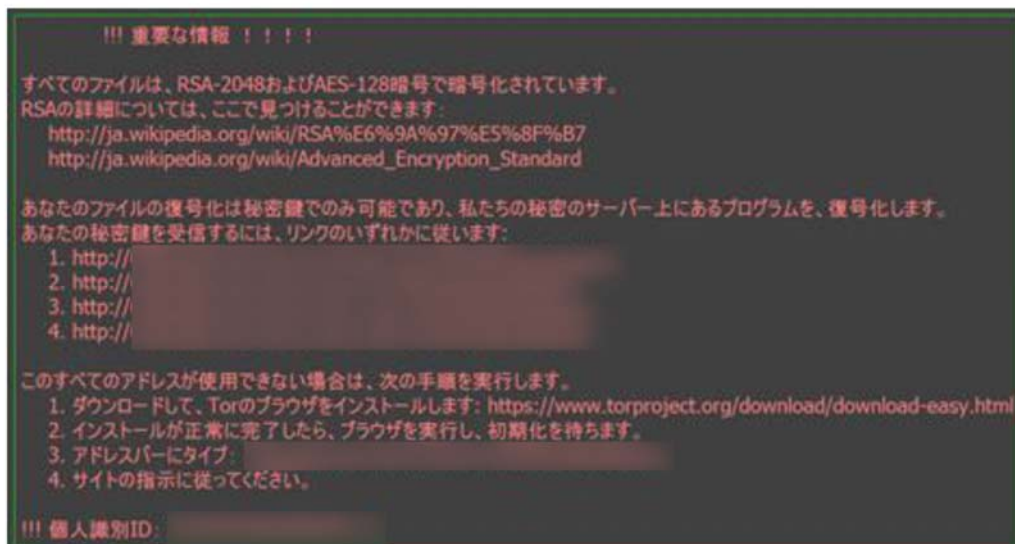 !!! 重要な情報 ！！！！
すべてのファイルは、RSA-2048およびAES-128暗号で暗号化されています。
RSAの詳細については、ここで見つけることができます:
http://ja.wikipedia.org/wiki/RSA%E6%9A%97%E5%8F%B7
http://ja.wikipedia.org/wiki/Advanced_Encryption_Standard
あなたのファイルの復号化は秘密鍵でのみ可能であり、私たちの秘密のサーバー上にあるプログラムを、復号化します。
あなたの秘密鍵を受信するには、リンクのいずれかに従います:
1. http://
2. http://
3. http://
4. http://
このすべてのアドレスが使用できない場合は、次の手順を実行します。
1. ダウンロードして、Torのブラウザをインストールします: https://www.torproject.org/download/download-easy.html
2. インストールが正常に完了したら、ブラウザを実行し、初期化を待ちます。
3. アドレスバーにタイプ:
4. サイトの指示に従ってください。
!!! 個人識別ID: